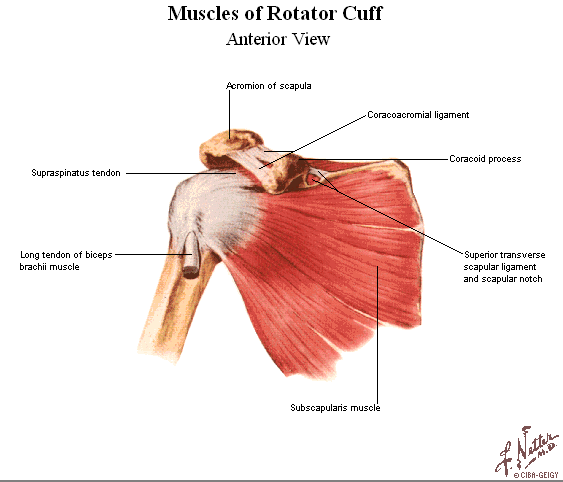 Muscles of Rotator Cuff
Anterior View
Acromion of scapula
Coracoacromial ligament
Coracoid process
Supraspinatus tendon
Long tendon of biceps
brachii muscle
Superior transverse
scapular ligament
and scapular notch
Subscapularis muscle
F. Netter
M.D.
© CIBA-GEIGY